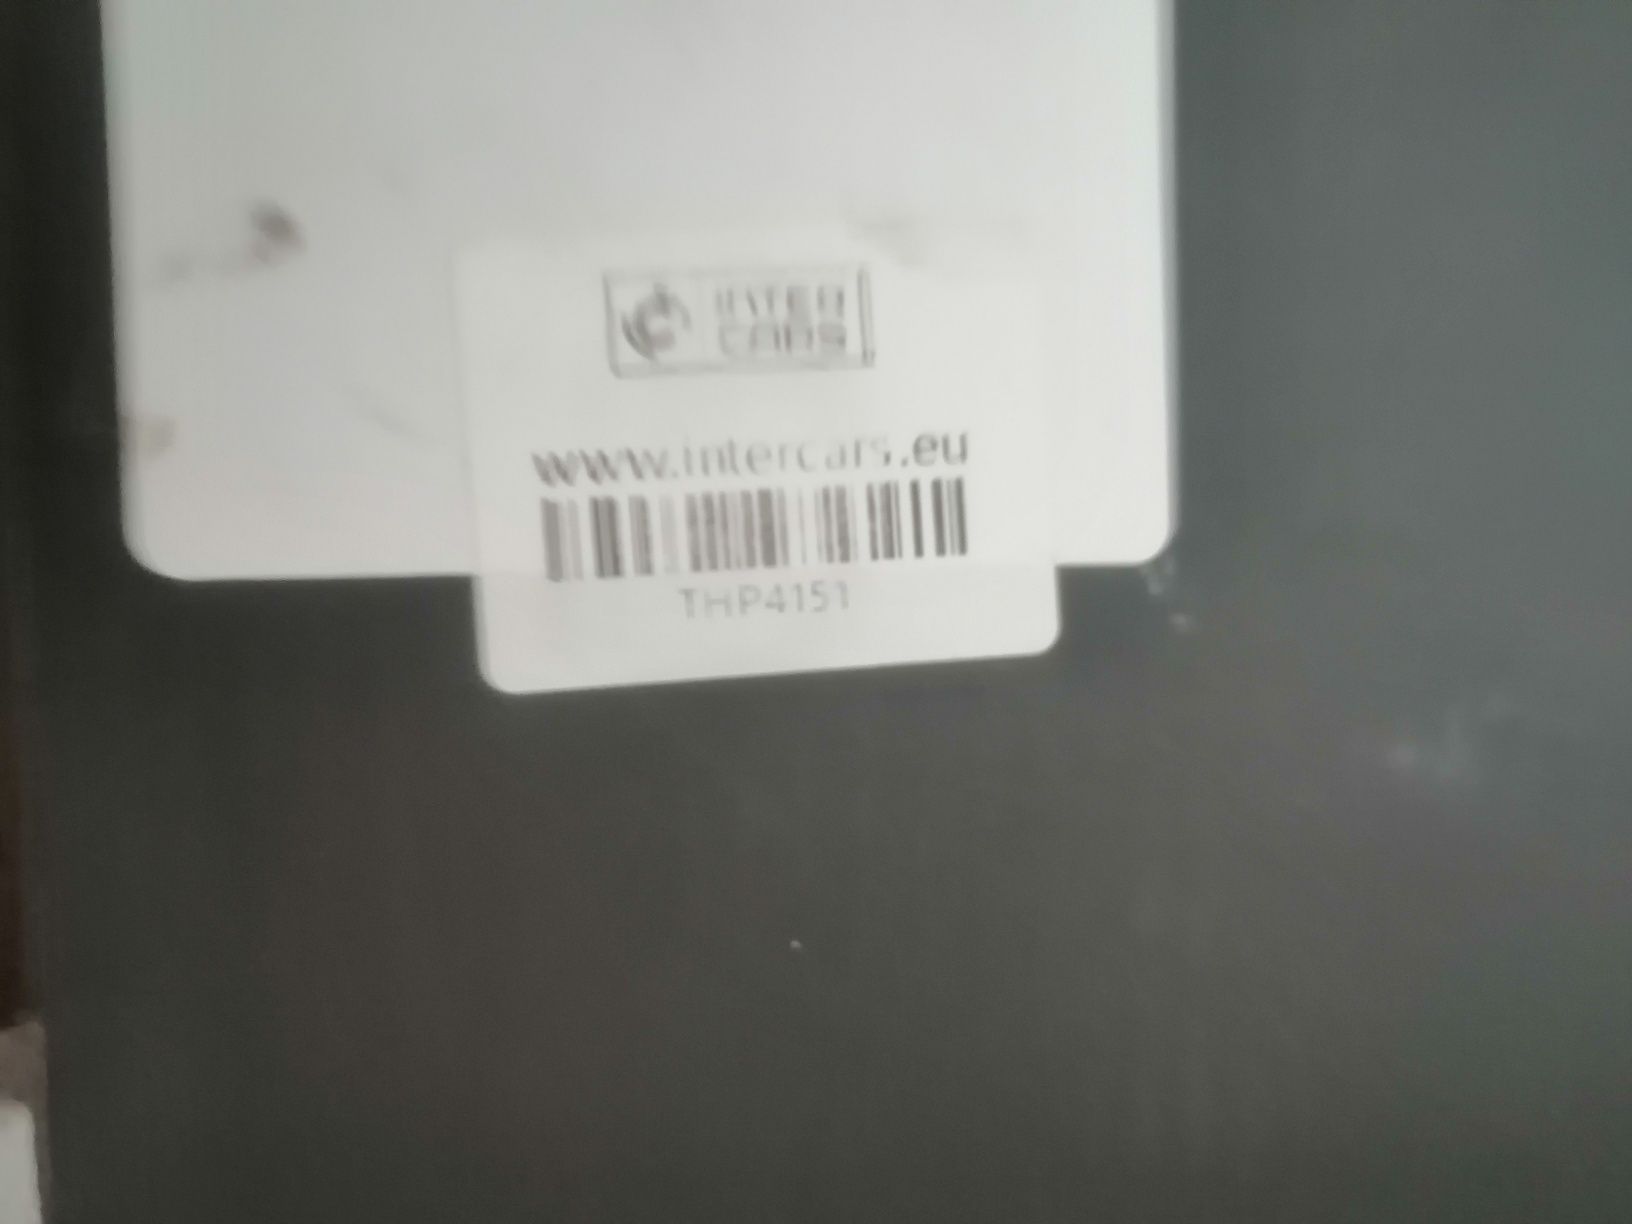 INTER
CARS
www.intercars.eu
THP4151